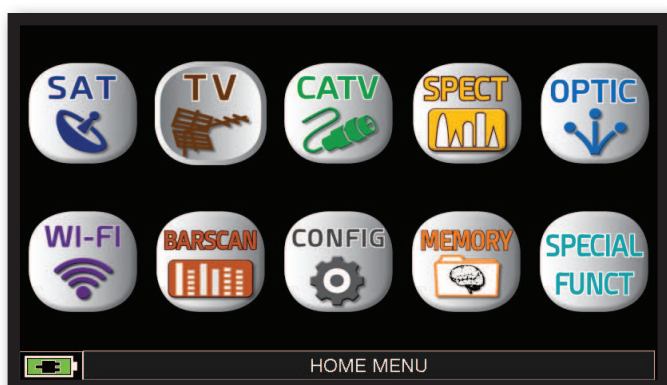 SAT
TV
CATV
SPECT
OPTIC
WI-FI
BARSCAN
CONFIG
MEMORY
SPECIAL
FUNCT
HOME MENU